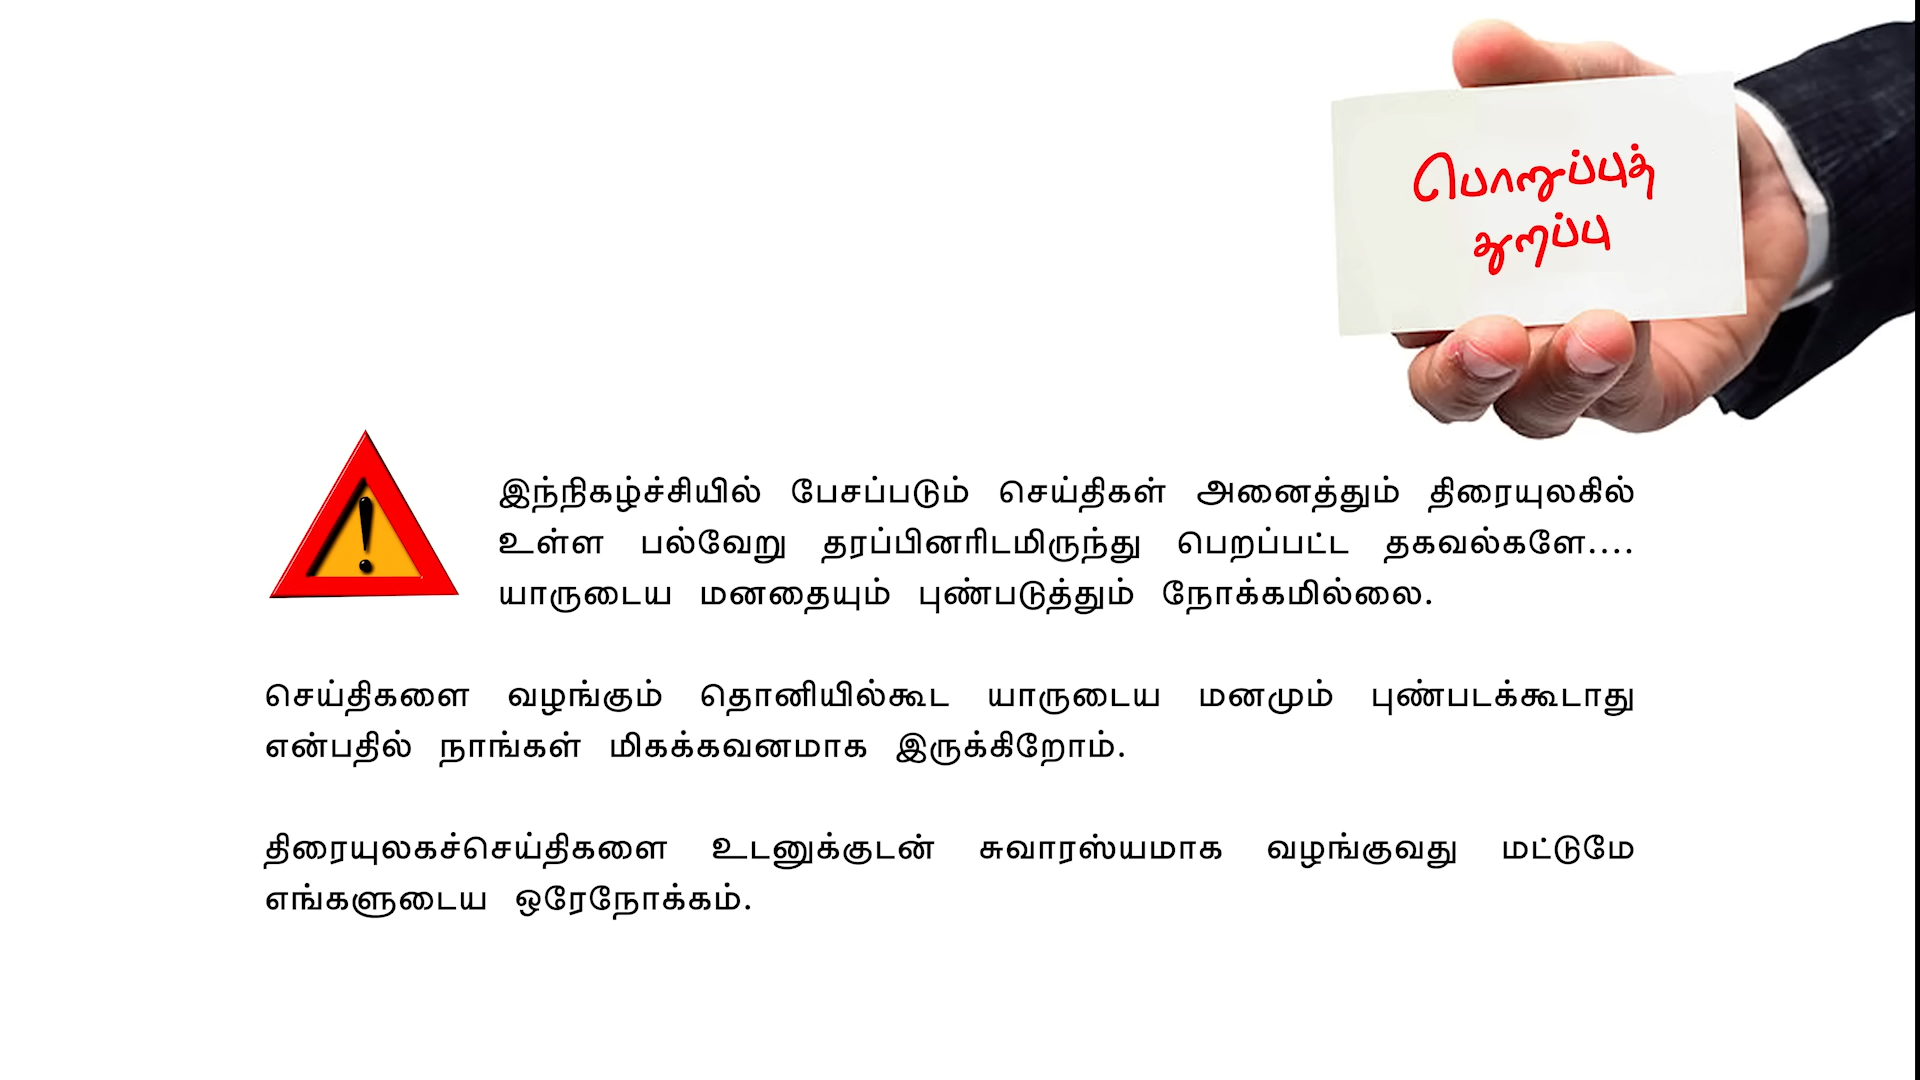 பொறுப்புத்
துறப்பு
இந்நிகழ்ச்சியில் பேசப்படும் செய்திகள் அனைத்தும் திரையுலகில்
உள்ள பல்வேறு தரப்பினரிடமிருந்து பெறப்பட்ட தகவல்களே....
யாருடைய மனதையும் புண்படுத்தும் நோக்கமில்லை.
செய்திகளை வழங்கும் தொனியில்கூட யாருடைய மனமும் புண்படக்கூடாது
என்பதில் நாங்கள் மிகக்கவனமாக இருக்கிறோம்.
திரையுலகச்செய்திகளை உடனுக்குடன் சுவாரஸ்யமாக வழங்குவது மட்டுமே
எங்களுடைய ஒரேநோக்கம்.